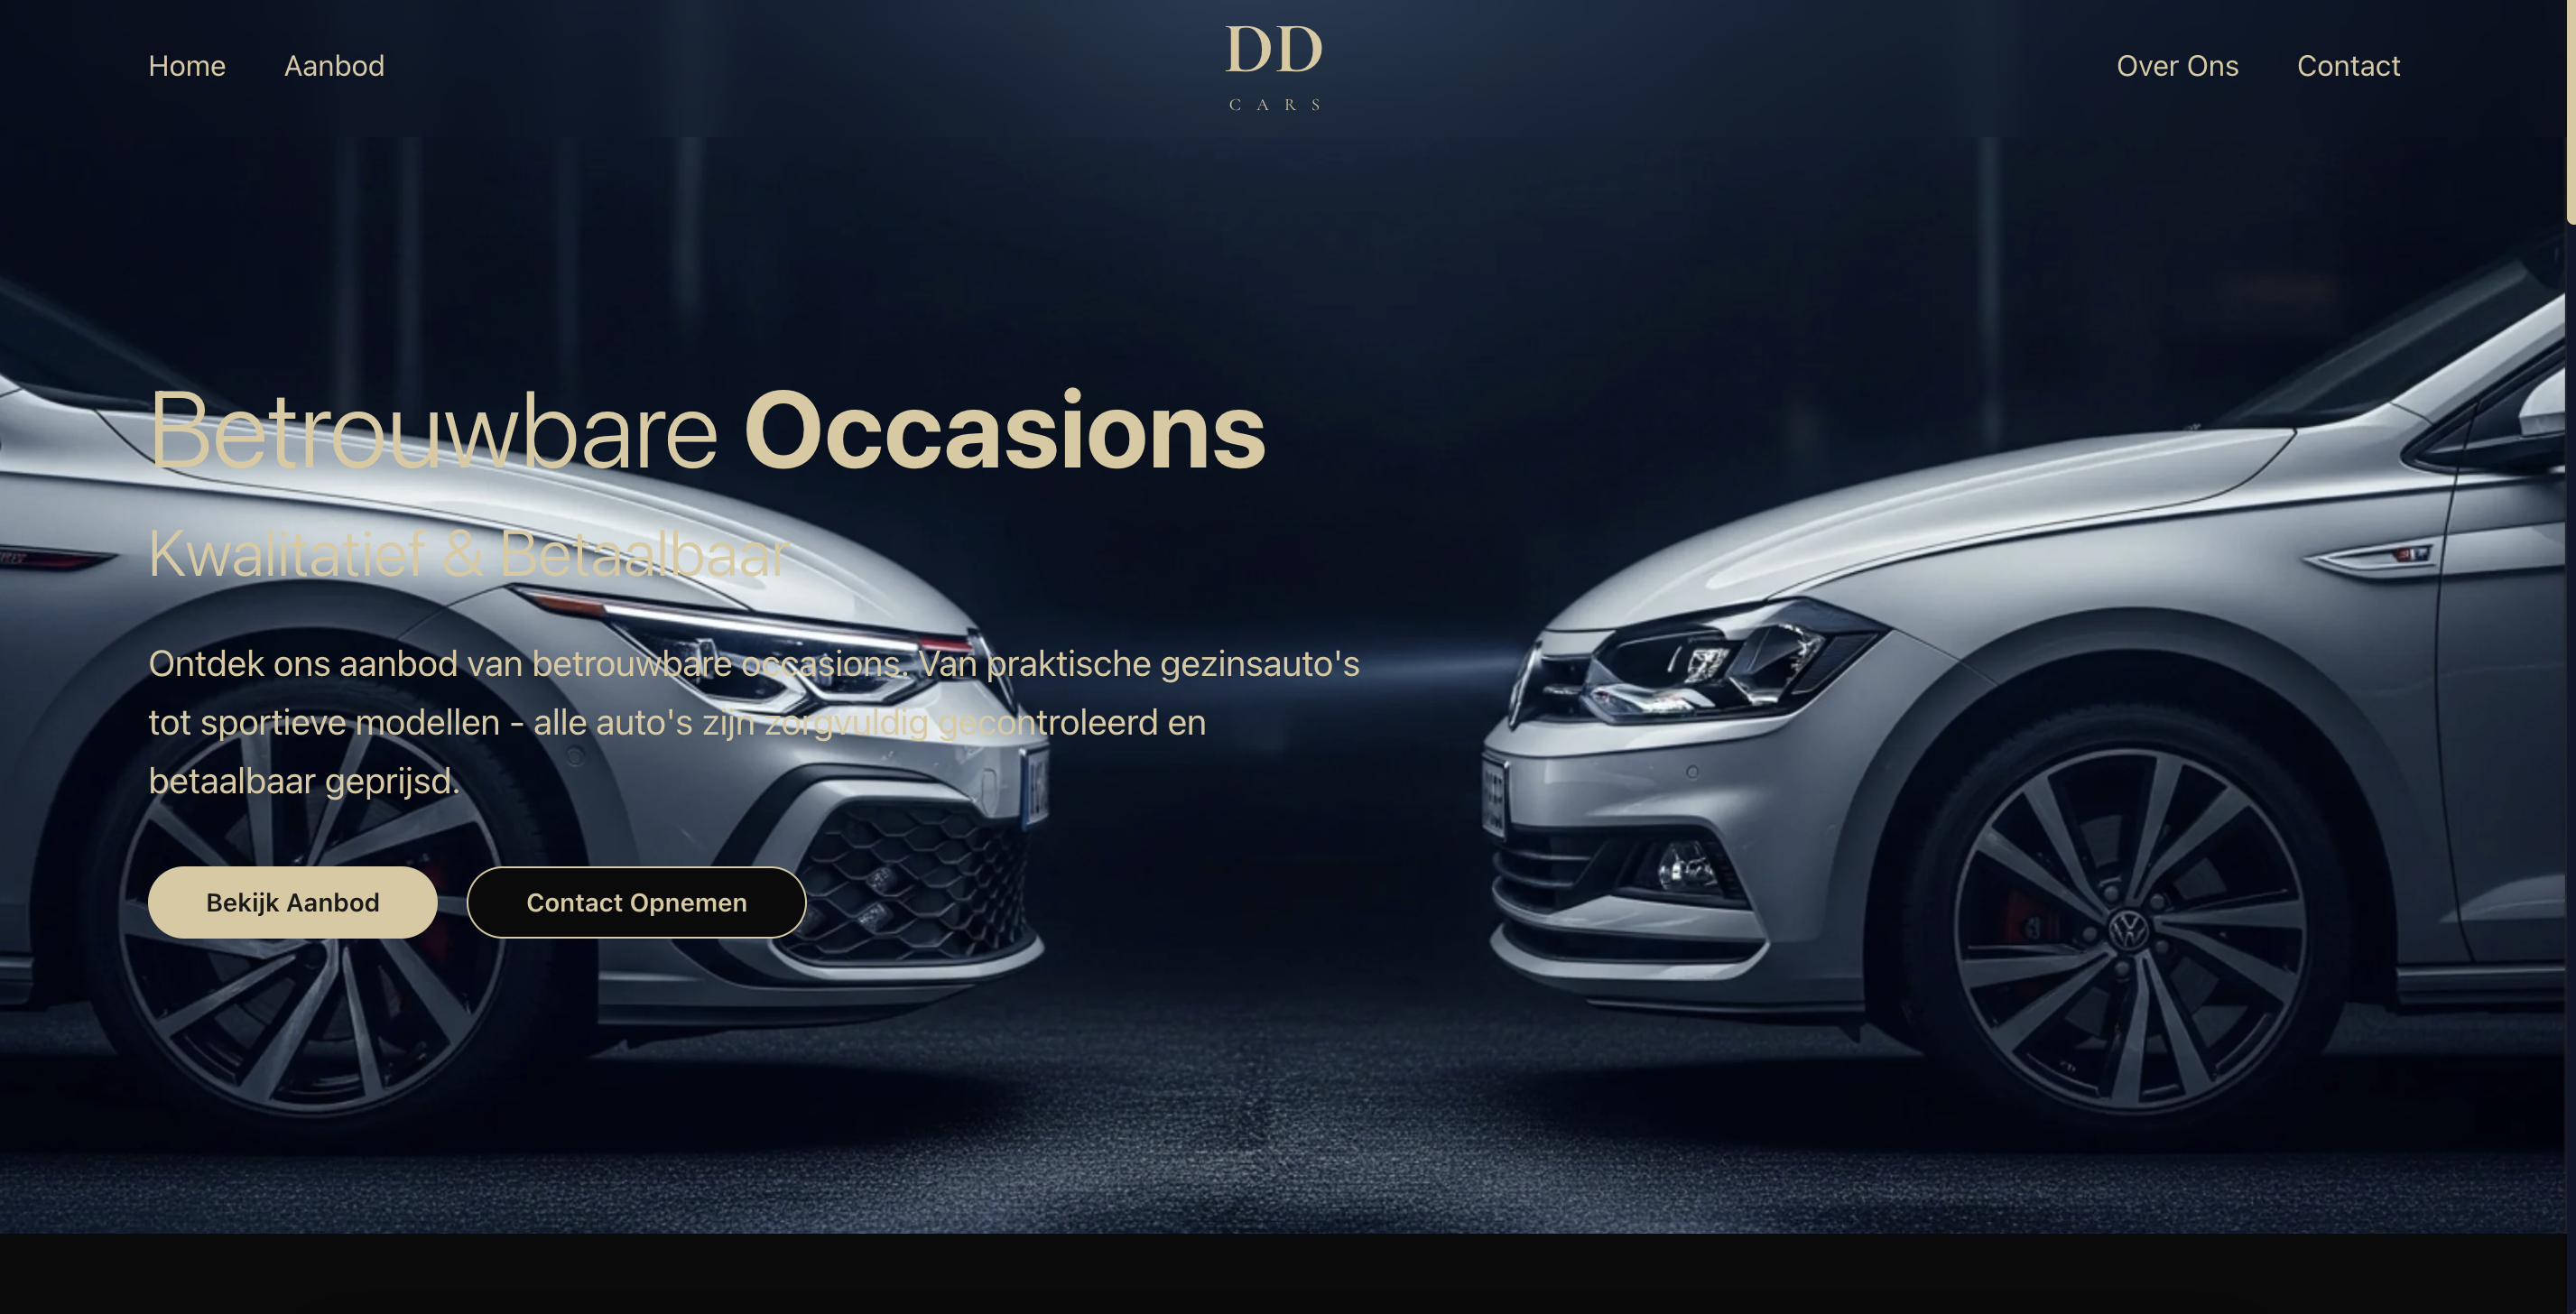 Home Aanbod DD CARS Over Ons Contact
Betrouwbare Occasions
Kwalitatief & Betaalbaar
Ontdek ons aanbod van betrouwbare occasions. Van praktische gezinsauto's
tot sportieve modellen - alle auto's zijn zorgvuldig gecontroleerd en
betaalbaar geprijsd.
Bekijk Aanbod Contact Opnemen